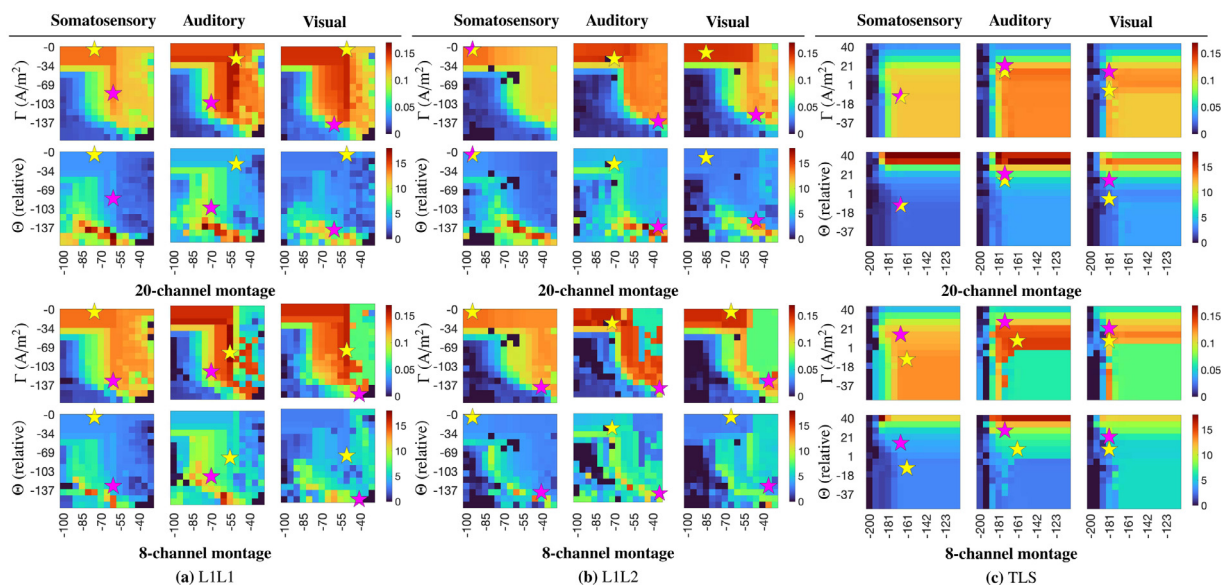 Somatosensory Auditory Visual
-0 -34 -69 -103 -137
Γ (A/m²)
0.15 0.1 0.05 0
-0 -34 -69 -103 -137
Θ (relative)
15 10 5 0
-100 -85 -70 -55 -40 -100 -85 -70 -55 -40 -100 -85 -70 -55 -40
20-channel montage
-0 -34 -69 -103 -137
Γ (A/m²)
0.15 0.1 0.05 0
-0 -34 -69 -103 -137
Θ (relative)
15 10 5 0
-100 -85 -70 -55 -40 -100 -85 -70 -55 -40 -100 -85 -70 -55 -40
8-channel montage
(a) L1L1
Somatosensory Auditory Visual
-0 -34 -69 -103 -137
Γ (A/m²)
0.15 0.1 0.05 0
-0 -34 -69 -103 -137
Θ (relative)
15 10 5 0
-100 -85 -70 -55 -40 -100 -85 -70 -55 -40 -100 -85 -70 -55 -40
20-channel montage
-0 -34 -69 -103 -137
Γ (A/m²)
0.15 0.1 0.05 0
-0 -34 -69 -103 -137
Θ (relative)
15 10 5 0
-100 -85 -70 -55 -40 -100 -85 -70 -55 -40 -100 -85 -70 -55 -40
8-channel montage
(b) L1L2
Somatosensory Auditory Visual
40 21 1 -18 -37
Γ (A/m²)
0.15 0.1 0.05 0
40 21 1 -18 -37
Θ (relative)
15 10 5 0
-200 -181 -161 -142 -123 -200 -181 -161 -142 -123 -200 -181 -161 -142 -123
20-channel montage
40 21 1 -18 -37
Γ (A/m²)
0.15 0.1 0.05 0
40 21 1 -18 -37
Θ (relative)
15 10 5 0
-200 -181 -161 -142 -123 -200 -181 -161 -142 -123 -200 -181 -161 -142 -123
8-channel montage
(c) TLS